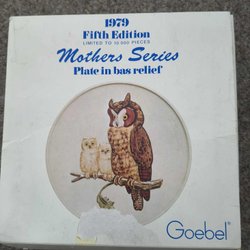 1979
Fifth Edition
LIMITED TO 10 000 PIECES
Mothers Series
Plate in bas relief
Goebel®